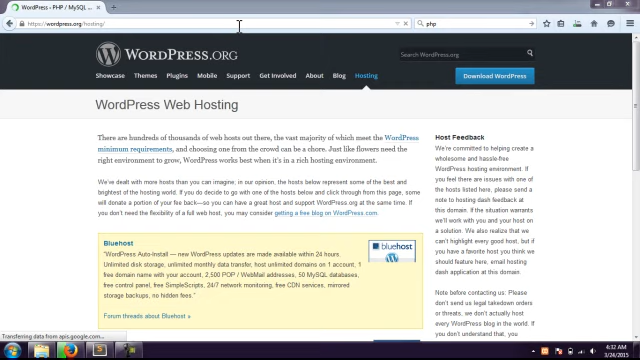 WordPress › PHP / MySQL ...
https://wordpress.org/hosting/
php
WORDPRESS.ORG
Search WordPress.org
Showcase Themes Plugins Mobile Support Get Involved About Blog Hosting
Download WordPress
WordPress Web Hosting
There are hundreds of thousands of web hosts out there, the vast majority of which meet the WordPress
minimum requirements, and choosing one from the crowd can be a chore. Just like flowers need the
right environment to grow, WordPress works best when it's in a rich hosting environment.
We've dealt with more hosts than you can imagine; in our opinion, the hosts below represent some of the best and
brightest of the hosting world. If you do decide to go with one of the hosts below and click through from this page, some
will donate a portion of your fee back—so you can have a great host and support WordPress.org at the same time. If
you don't need the flexibility of a full web host, you may consider getting a free blog on WordPress.com.
Bluehost
"WordPress Auto-Install — new WordPress updates are made available within 24 hours.
Unlimited disk storage, unlimited monthly data transfer, host unlimited domains on 1 account, 1
free domain name with your account, 2,500 POP / WebMail addresses, 50 MySQL databases,
free control panel, free SimpleScripts, 24/7 network monitoring, free CDN services, mirrored
storage backups, no hidden fees."
bluehost
Forum threads about Bluehost »
Host Feedback
We're committed to helping create a
wholesome and hassle-free
WordPress hosting environment. If
you feel there are issues with one of
the hosts listed here, please send a
note to hosting dash feedback at
this domain. If the situation warrants
we'll work with you and your host on
a solution. We also realize that we
can't highlight every good host, but if
you have a favorite host you think we
should feature here, email hosting
dash application at this domain.
Note before contacting us: Please
don't send us legal takedown orders
or threats, we don't actually host
every WordPress blog in the world. If
you don't understand that, you
Transferring data from apis.google.com...
4:32 AM
3/24/2015